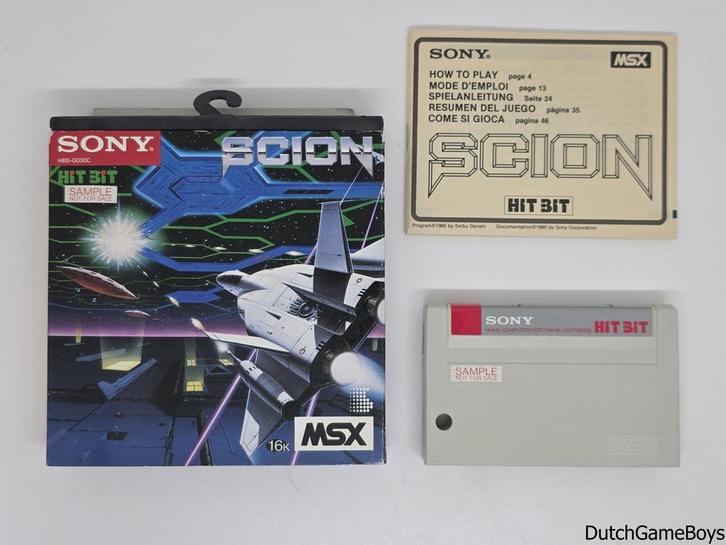 SONY®
HBS-G030C
HIT BIT
SAMPLE
NOT FOR SALE
SCION
16K
MSX
SONY®
MSX
HOW TO PLAY page 4
MODE D'EMPLOI page 13
SPIELANLEITUNG Seite 24
RESUMEN DEL JUEGO página 35
COME SI GIOCA pagina 46
SCION
HIT BIT
Program©1985 by Seibu Denshi Documentation©1985 by Sony Corporation
SONY
HOME COMPUTER SOFTWARE CARTRIDGE HIT BIT
SAMPLE
NOT FOR SALE
MSX
DutchGameBoys